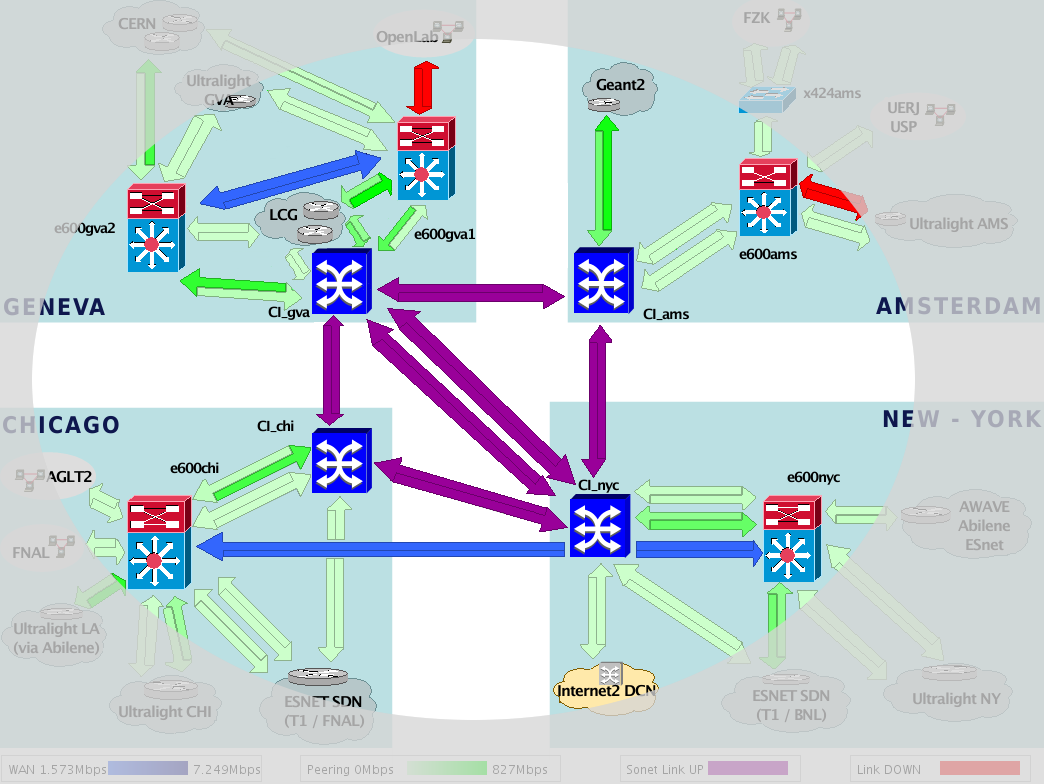 CERN
OpenLab
Ultralight
GVA
LCG
e600gva2
e600gva1
CI_gva
GENEVA
FZK
Geant2
x424ams
UERJ
USP
Ultralight AMS
e600ams
CI_ams
AMSTERDAM
CHICAGO
CI_chi
e600chi
AGLT2
FNAL
Ultralight LA
(via Abilene)
Ultralight CHI
ESNET SDN
(T1 / FNAL)
NEW - YORK
CI_nyc
e600nyc
AWAVE
Abilene
ESnet
Internet2 DCN
ESNET SDN
(T1 / BNL)
Ultralight NY
WAN 1.573Mbps 7.249Mbps
Peering 0Mbps 827Mbps
Sonet Link UP
Link DOWN